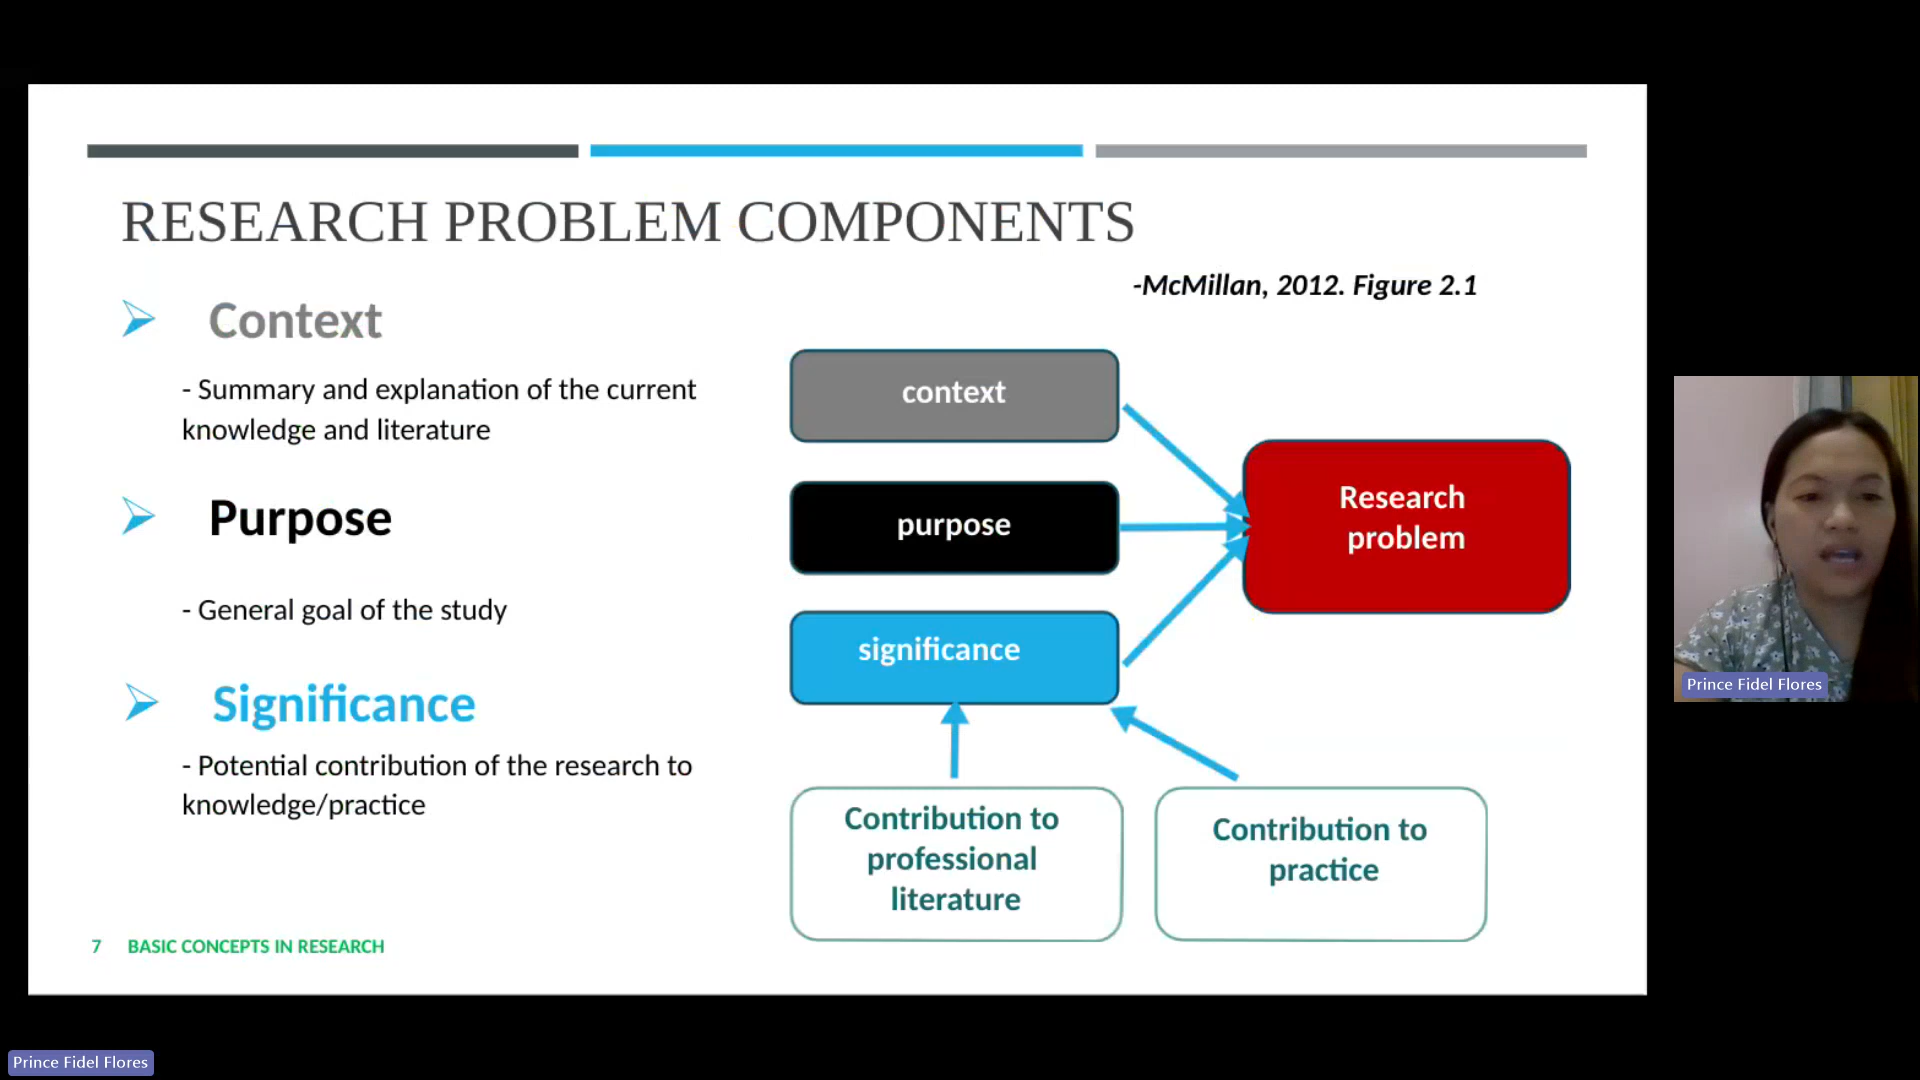 RESEARCH PROBLEM COMPONENTS
-McMillan, 2012. Figure 2.1
Context
- Summary and explanation of the current
knowledge and literature
Purpose
- General goal of the study
Significance
- Potential contribution of the research to
knowledge/practice
context
purpose
significance
Research
problem
Contribution to
professional
literature
Contribution to
practice
7 BASIC CONCEPTS IN RESEARCH
Prince Fidel Flores
Prince Fidel Flores